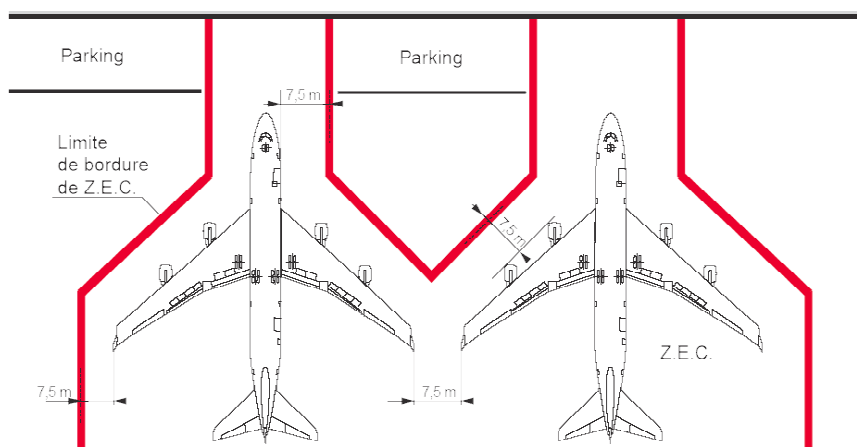 Parking
Parking
7,5 m
Limite
de bordure
de Z.E.C.
7,5 m
Z.E.C.
7,5 m
7,5 m